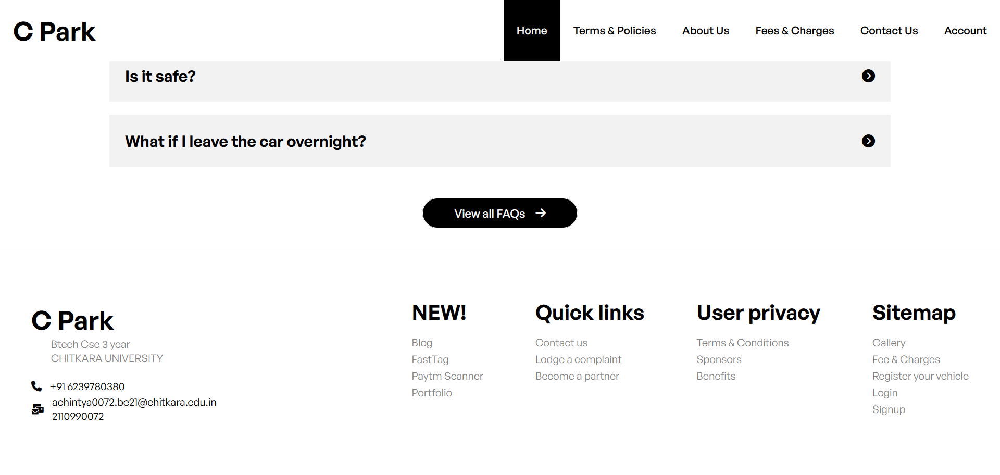 C Park
Home
Terms & Policies
About Us
Fees & Charges
Contact Us
Account
Is it safe?
What if I leave the car overnight?
View all FAQs
C Park
Btech Cse 3 year
CHITKARA UNIVERSITY
+91 6239780380
achintya0072.be21@chitkara.edu.in
2110990072
NEW!
Blog
FastTag
Paytm Scanner
Portfolio
Quick links
Contact us
Lodge a complaint
Become a partner
User privacy
Terms & Conditions
Sponsors
Benefits
Sitemap
Gallery
Fee & Charges
Register your vehicle
Login
Signup